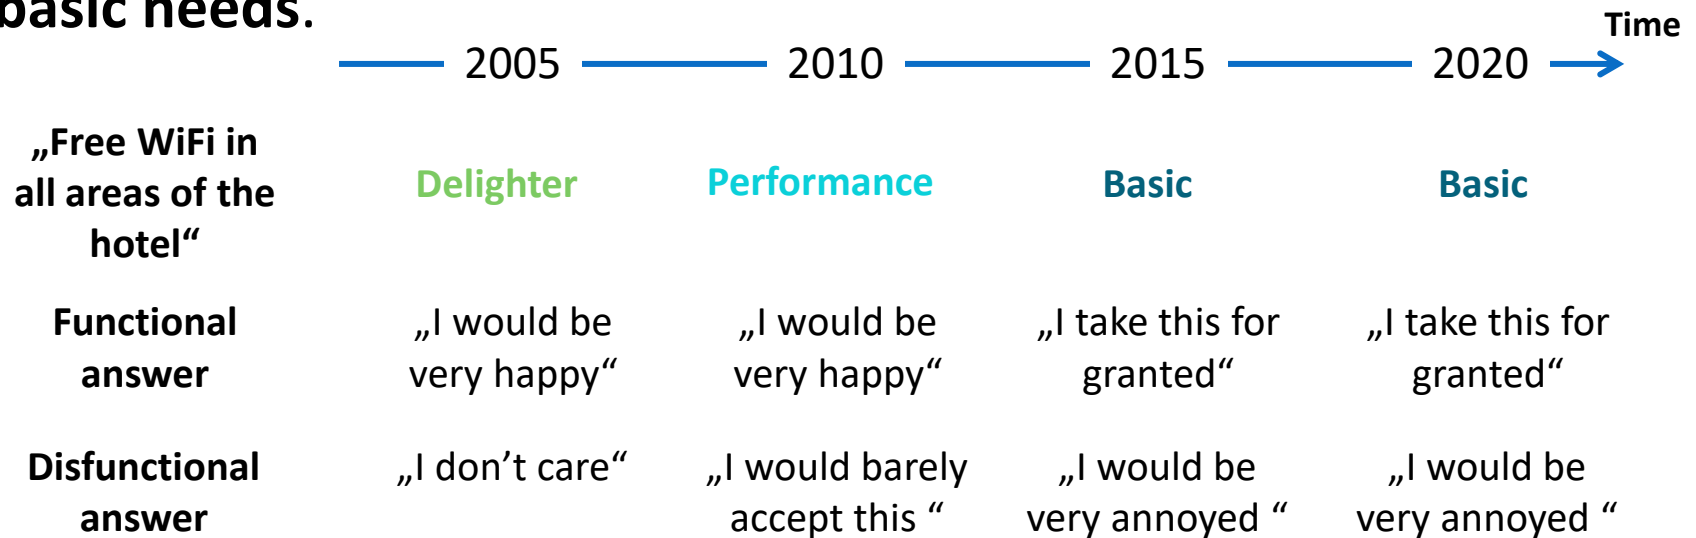 basic needs.
Time
2005 2010 2015 2020
„Free WiFi in
all areas of the
hotel“
Delighter Performance Basic Basic
Functional
answer
„I would be
very happy“
„I would be
very happy“
„I take this for
granted“
„I take this for
granted“
Disfunctional
answer
„I don’t care“
„I would barely
accept this “
„I would be
very annoyed “
„I would be
very annoyed “